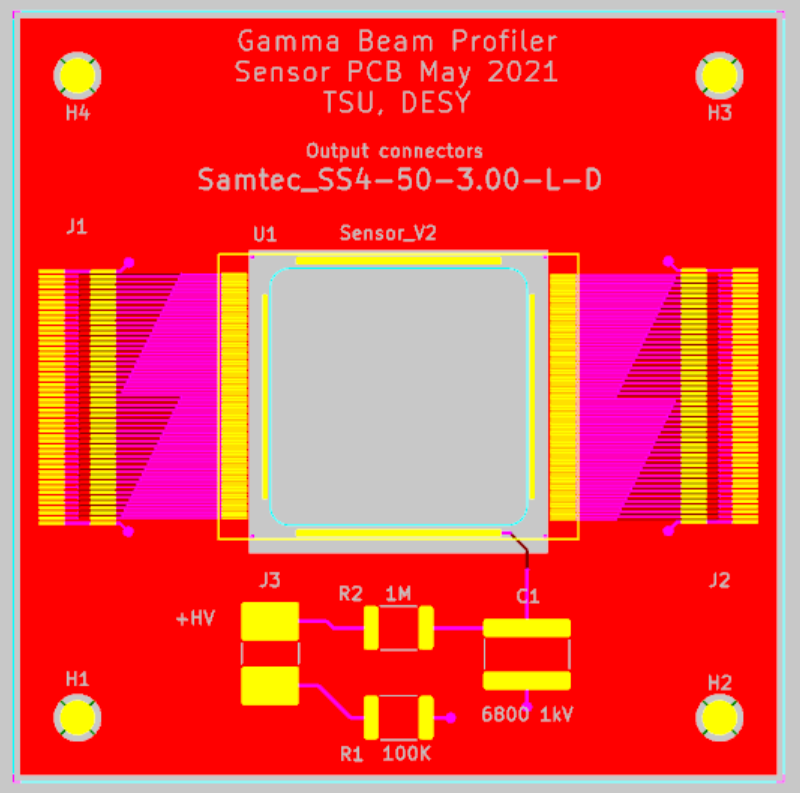 Gamma Beam Profiler
Sensor PCB May 2021
TSU, DESY
H4
H3
Output connectors
Samtec_SS4-50-3.00-L-D
J1
U1
Sensor_V2
J3
J2
R2
1M
C1
+HV
H1
H2
6800 1kV
R1
100K